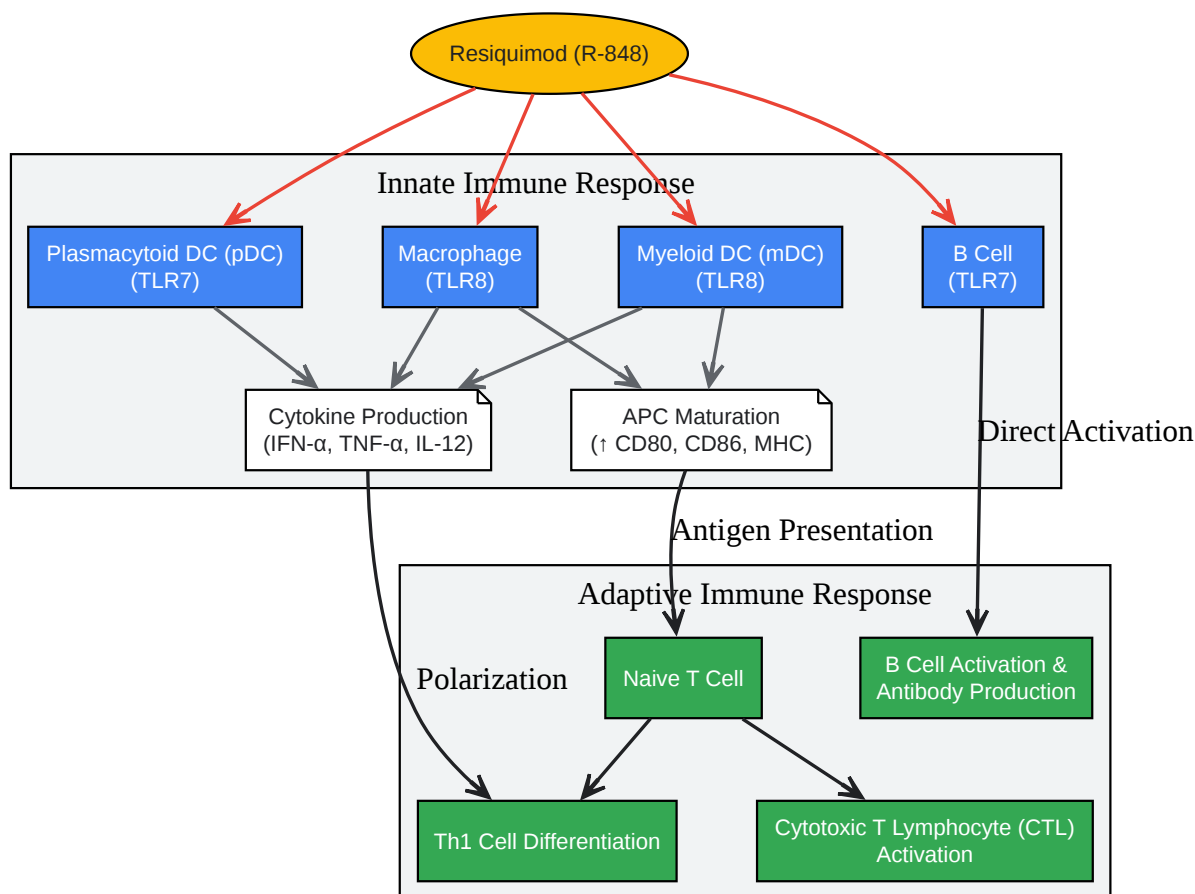 Resiquimod (R-848)
Innate Immune Response
Plasmacytoid DC (pDC)
(TLR7)
Macrophage
(TLR8)
Myeloid DC (mDC)
(TLR8)
B Cell
(TLR7)
Cytokine Production
(IFN-α, TNF-α, IL-12)
APC Maturation
(↑ CD80, CD86, MHC)
Direct Activation
Antigen Presentation
Adaptive Immune Response
Polarization
Naive T Cell
B Cell Activation &
Antibody Production
Th1 Cell Differentiation
Cytotoxic T Lymphocyte (CTL)
Activation